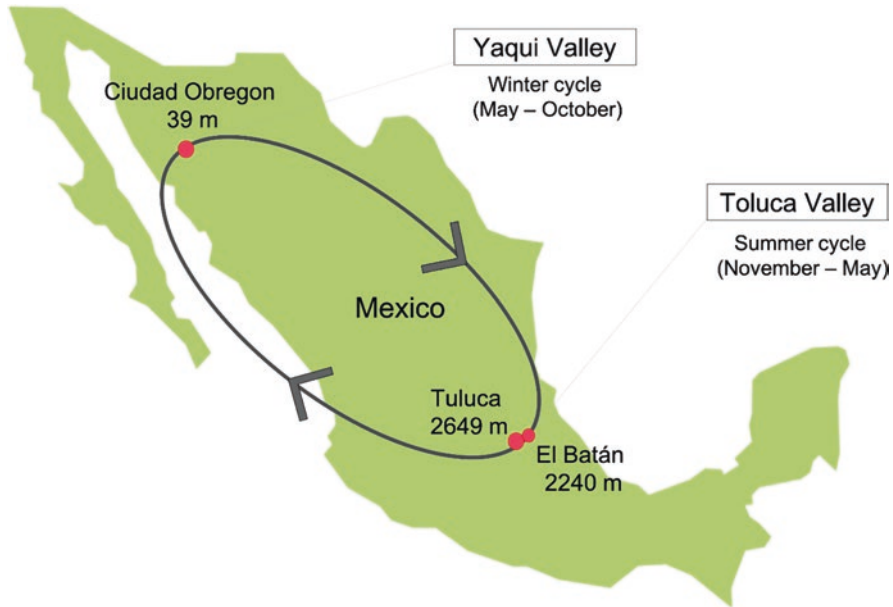 Yaqui Valley
Winter cycle
(May – October)
Ciudad Obregon
39 m
Toluca Valley
Summer cycle
(November – May)
Mexico
Tuluca
2649 m
El Batán
2240 m